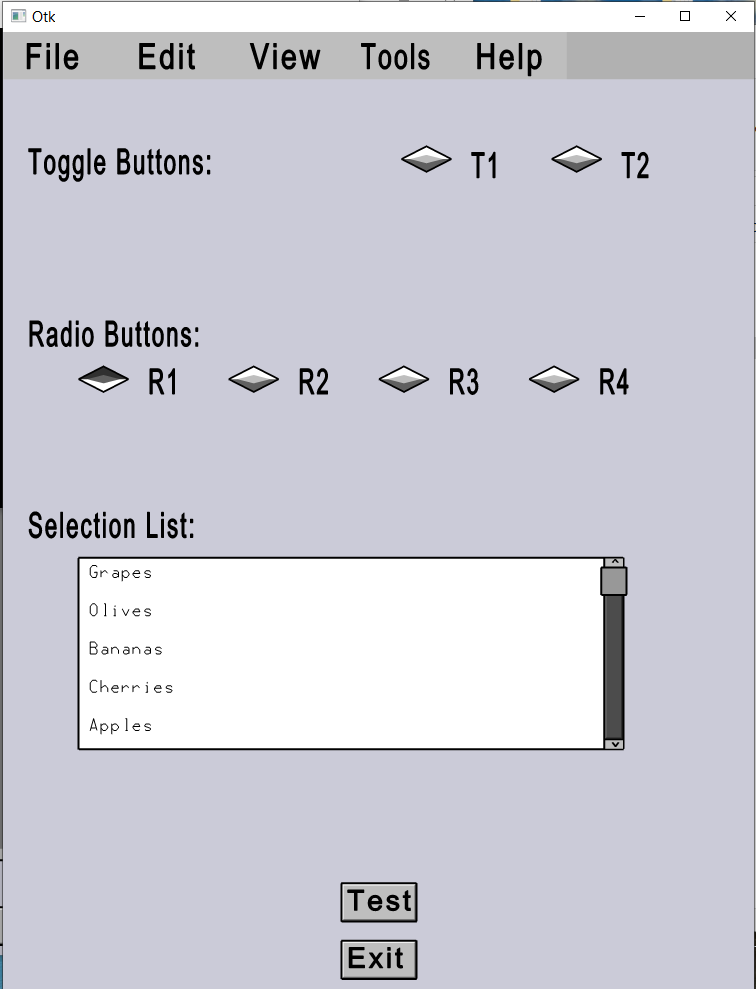 Otk
File Edit View Tools Help
Toggle Buttons: T1 T2
Radio Buttons:
R1 R2 R3 R4
Selection List:
Grapes
Olives
Bananas
Cherries
Apples
Test
Exit